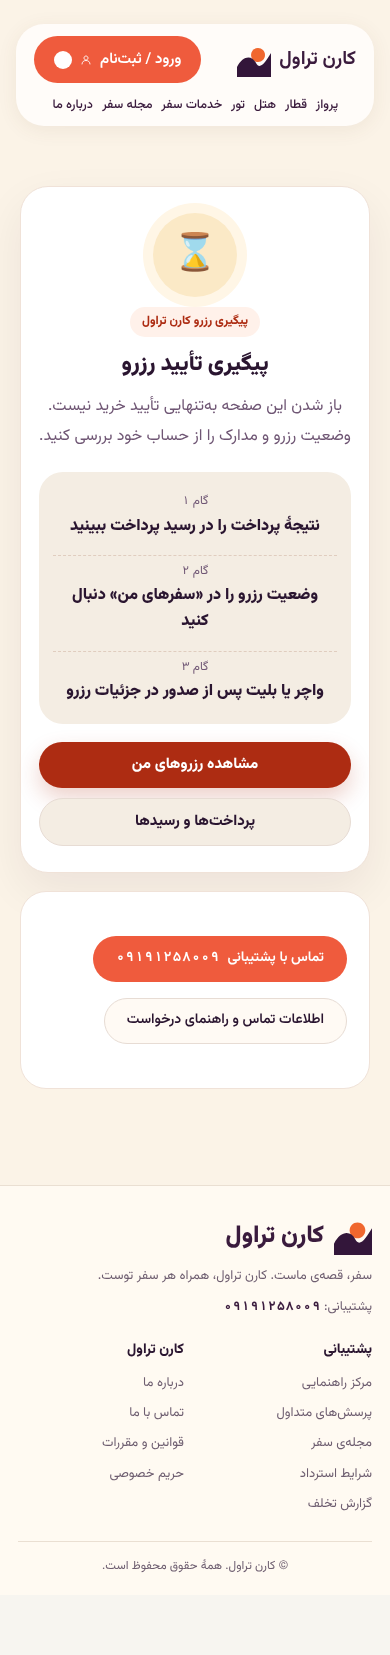 کارن تراول
ورود / ثبت‌نام
پرواز قطار هتل تور خدمات سفر مجله سفر درباره ما
پیگیری رزرو کارن تراول
پیگیری تأیید رزرو
باز شدن این صفحه به‌تنهایی تأیید خرید نیست.
وضعیت رزرو و مدارک را از حساب خود بررسی کنید.
گام ۱
نتیجهٔ پرداخت را در رسید پرداخت ببینید
گام ۲
وضعیت رزرو را در «سفرهای من» دنبال
کنید
گام ۳
واچر یا بلیت پس از صدور در جزئیات رزرو
مشاهده رزروهای من
پرداخت‌ها و رسیدها
تماس با پشتیبانی ۰۹۱۹۱۲۵۸۰۰۹
اطلاعات تماس و راهنمای درخواست
کارن تراول
سفر، قصه‌ی ماست. کارن تراول، همراه هر سفر توست.
پشتیبانی: ۰۹۱۹۱۲۵۸۰۰۹
پشتیبانی
مرکز راهنمایی
پرسش‌های متداول
مجله‌ی سفر
شرایط استرداد
گزارش تخلف
کارن تراول
درباره ما
تماس با ما
قوانین و مقررات
حریم خصوصی
© کارن تراول. همهٔ حقوق محفوظ است.